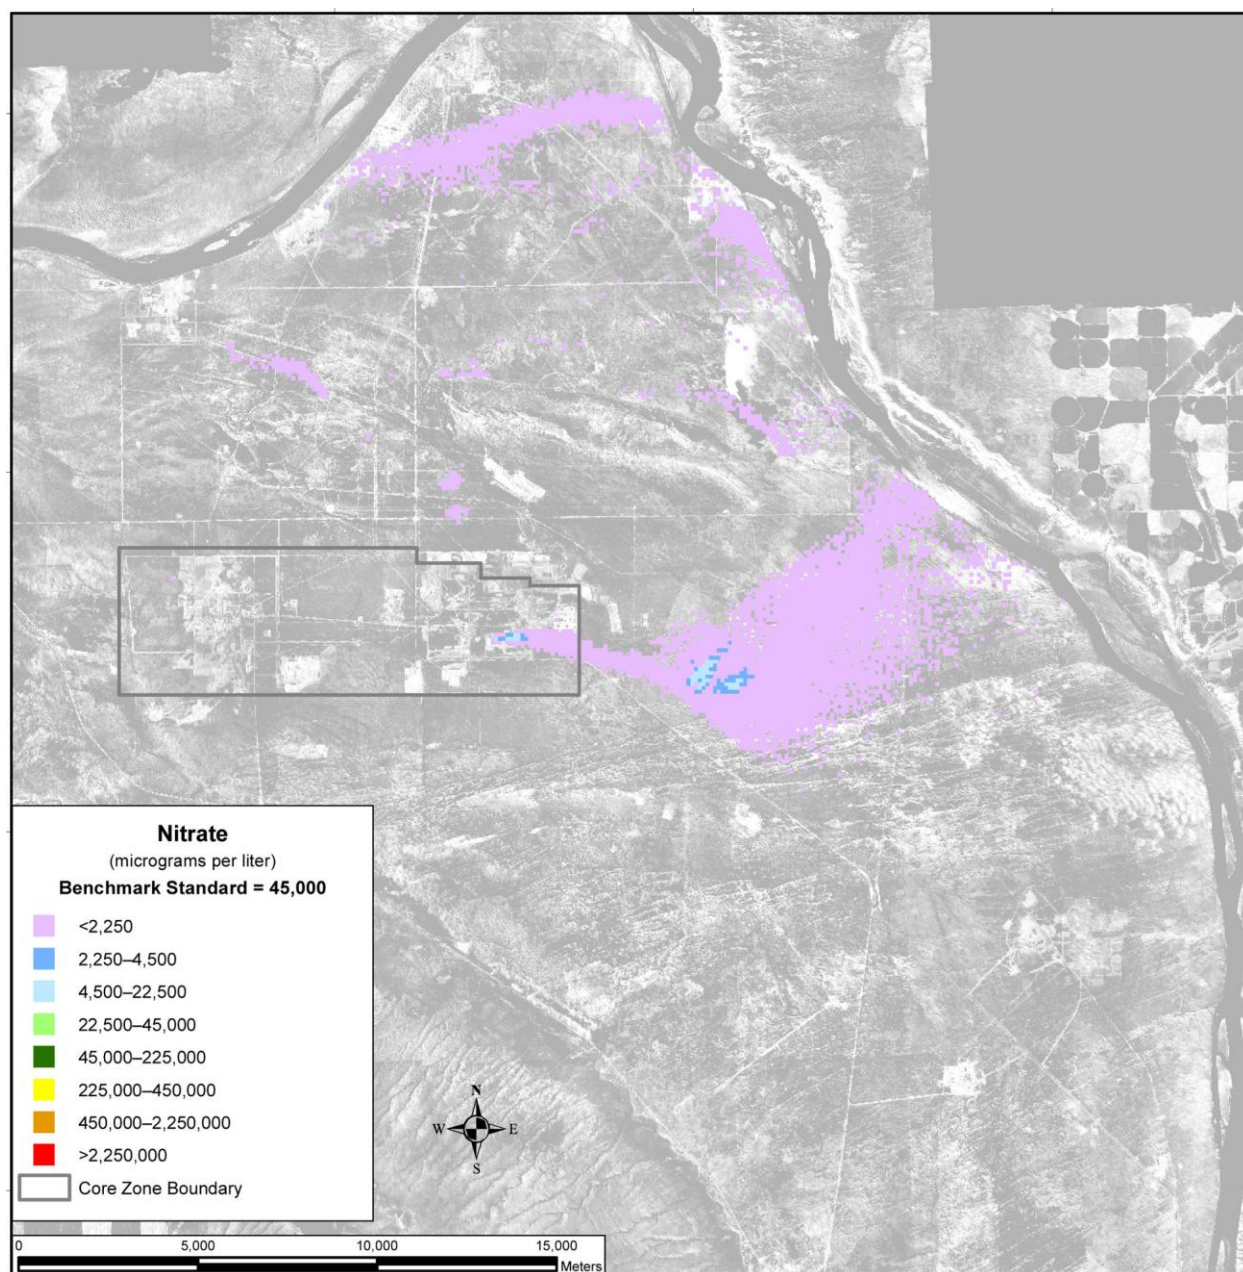 Nitrate
(micrograms per liter)
Benchmark Standard = 45,000
<2,250
2,250–4,500
4,500–22,500
22,500–45,000
45,000–225,000
225,000–450,000
450,000–2,250,000
>2,250,000
Core Zone Boundary
N
W E
S
0 5,000 10,000 15,000
Meters